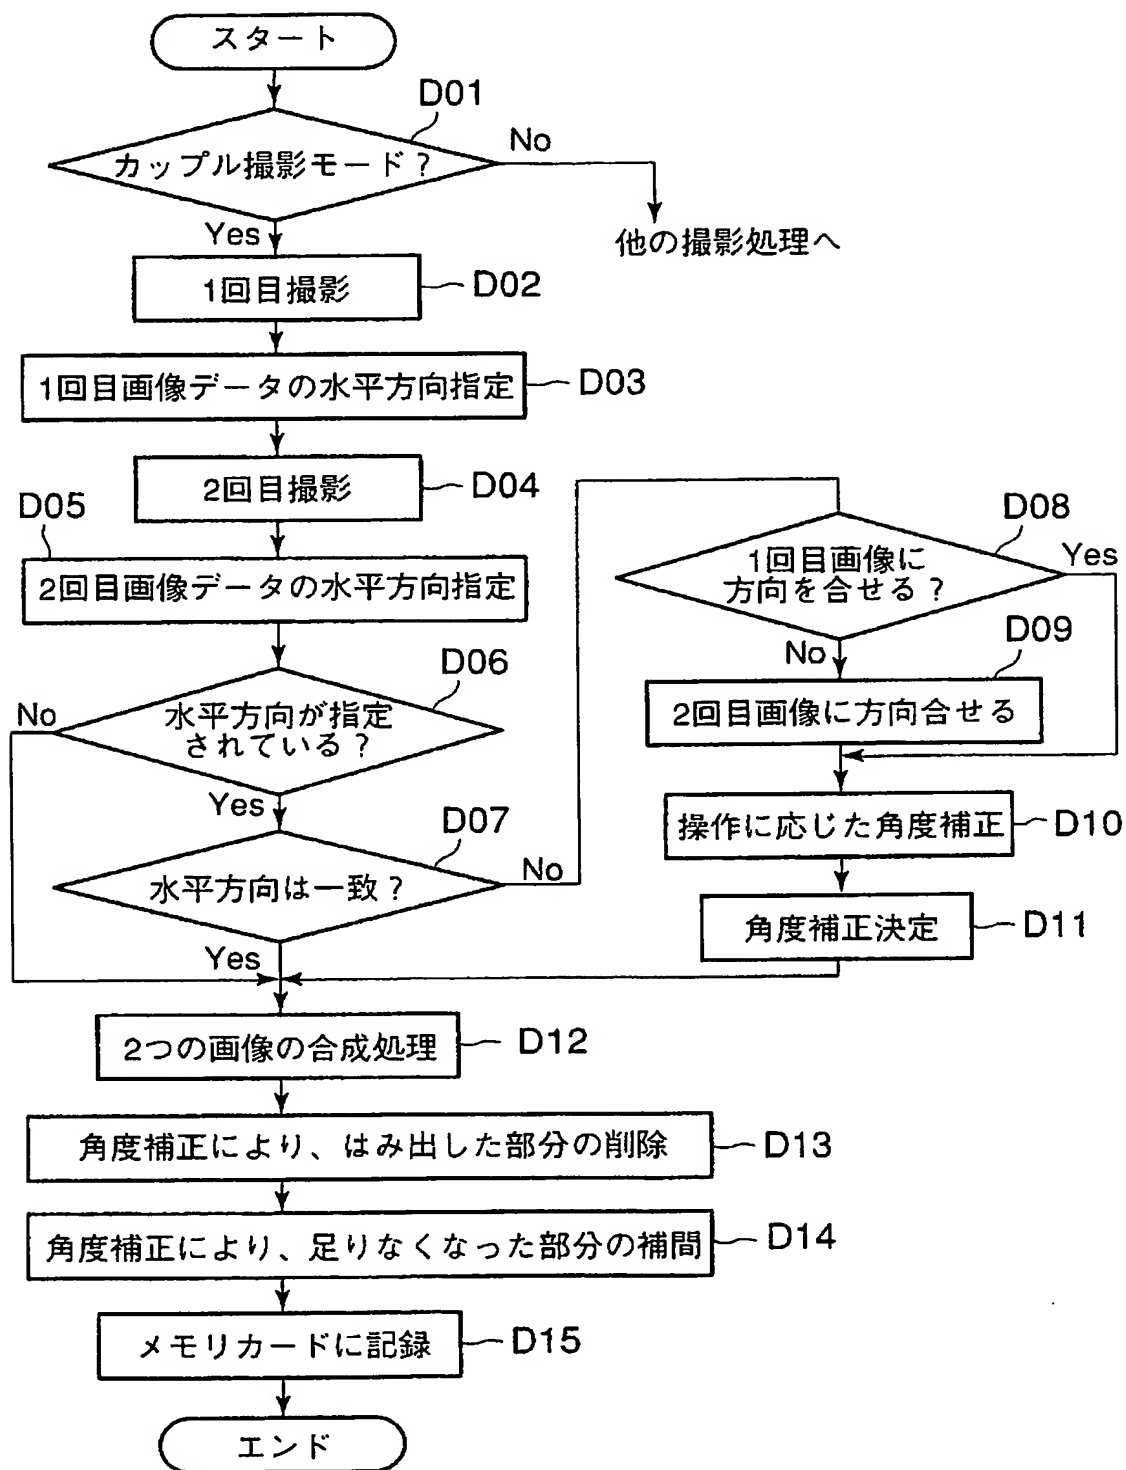 スタート
D01
カップル撮影モード？
No
Yes
他の撮影処理へ
1回目撮影
D02
1回目画像データの水平方向指定
D03
2回目撮影
D04
D05
2回目画像データの水平方向指定
D06
水平方向が指定
されている？
No
Yes
D07
水平方向は一致？
No
Yes
D08
1回目画像に
方向を合せる？
Yes
No
D09
2回目画像に方向合せる
操作に応じた角度補正
D10
角度補正決定
D11
2つの画像の合成処理
D12
角度補正により、はみ出した部分の削除
D13
角度補正により、足りなくなった部分の補間
D14
メモリカードに記録
D15
エンド